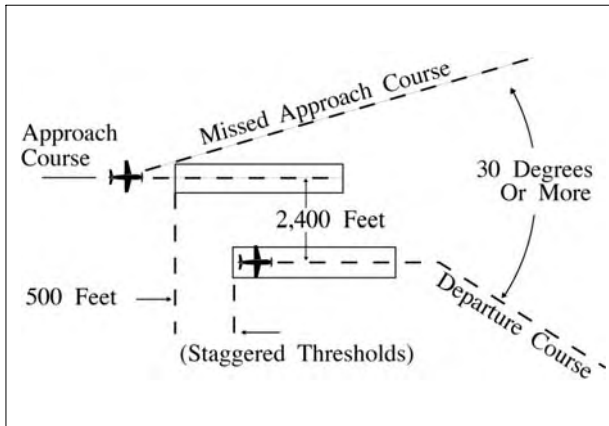 Missed Approach Course
Approach
Course
30 Degrees
Or More
2,400 Feet
500 Feet
Departure Course
(Staggered Thresholds)